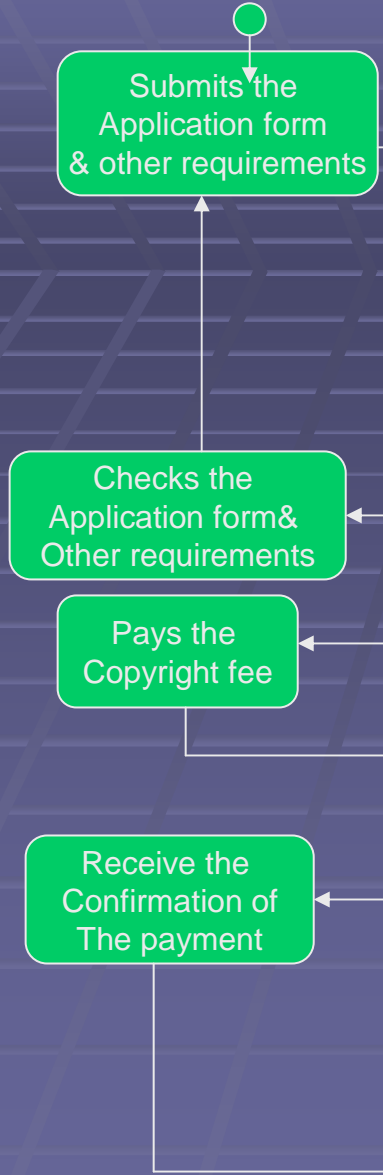 Submits the
Application form
& other requirements
Checks the
Application form&
Other requirements
Pays the
Copyright fee
Receive the
Confirmation of
The payment